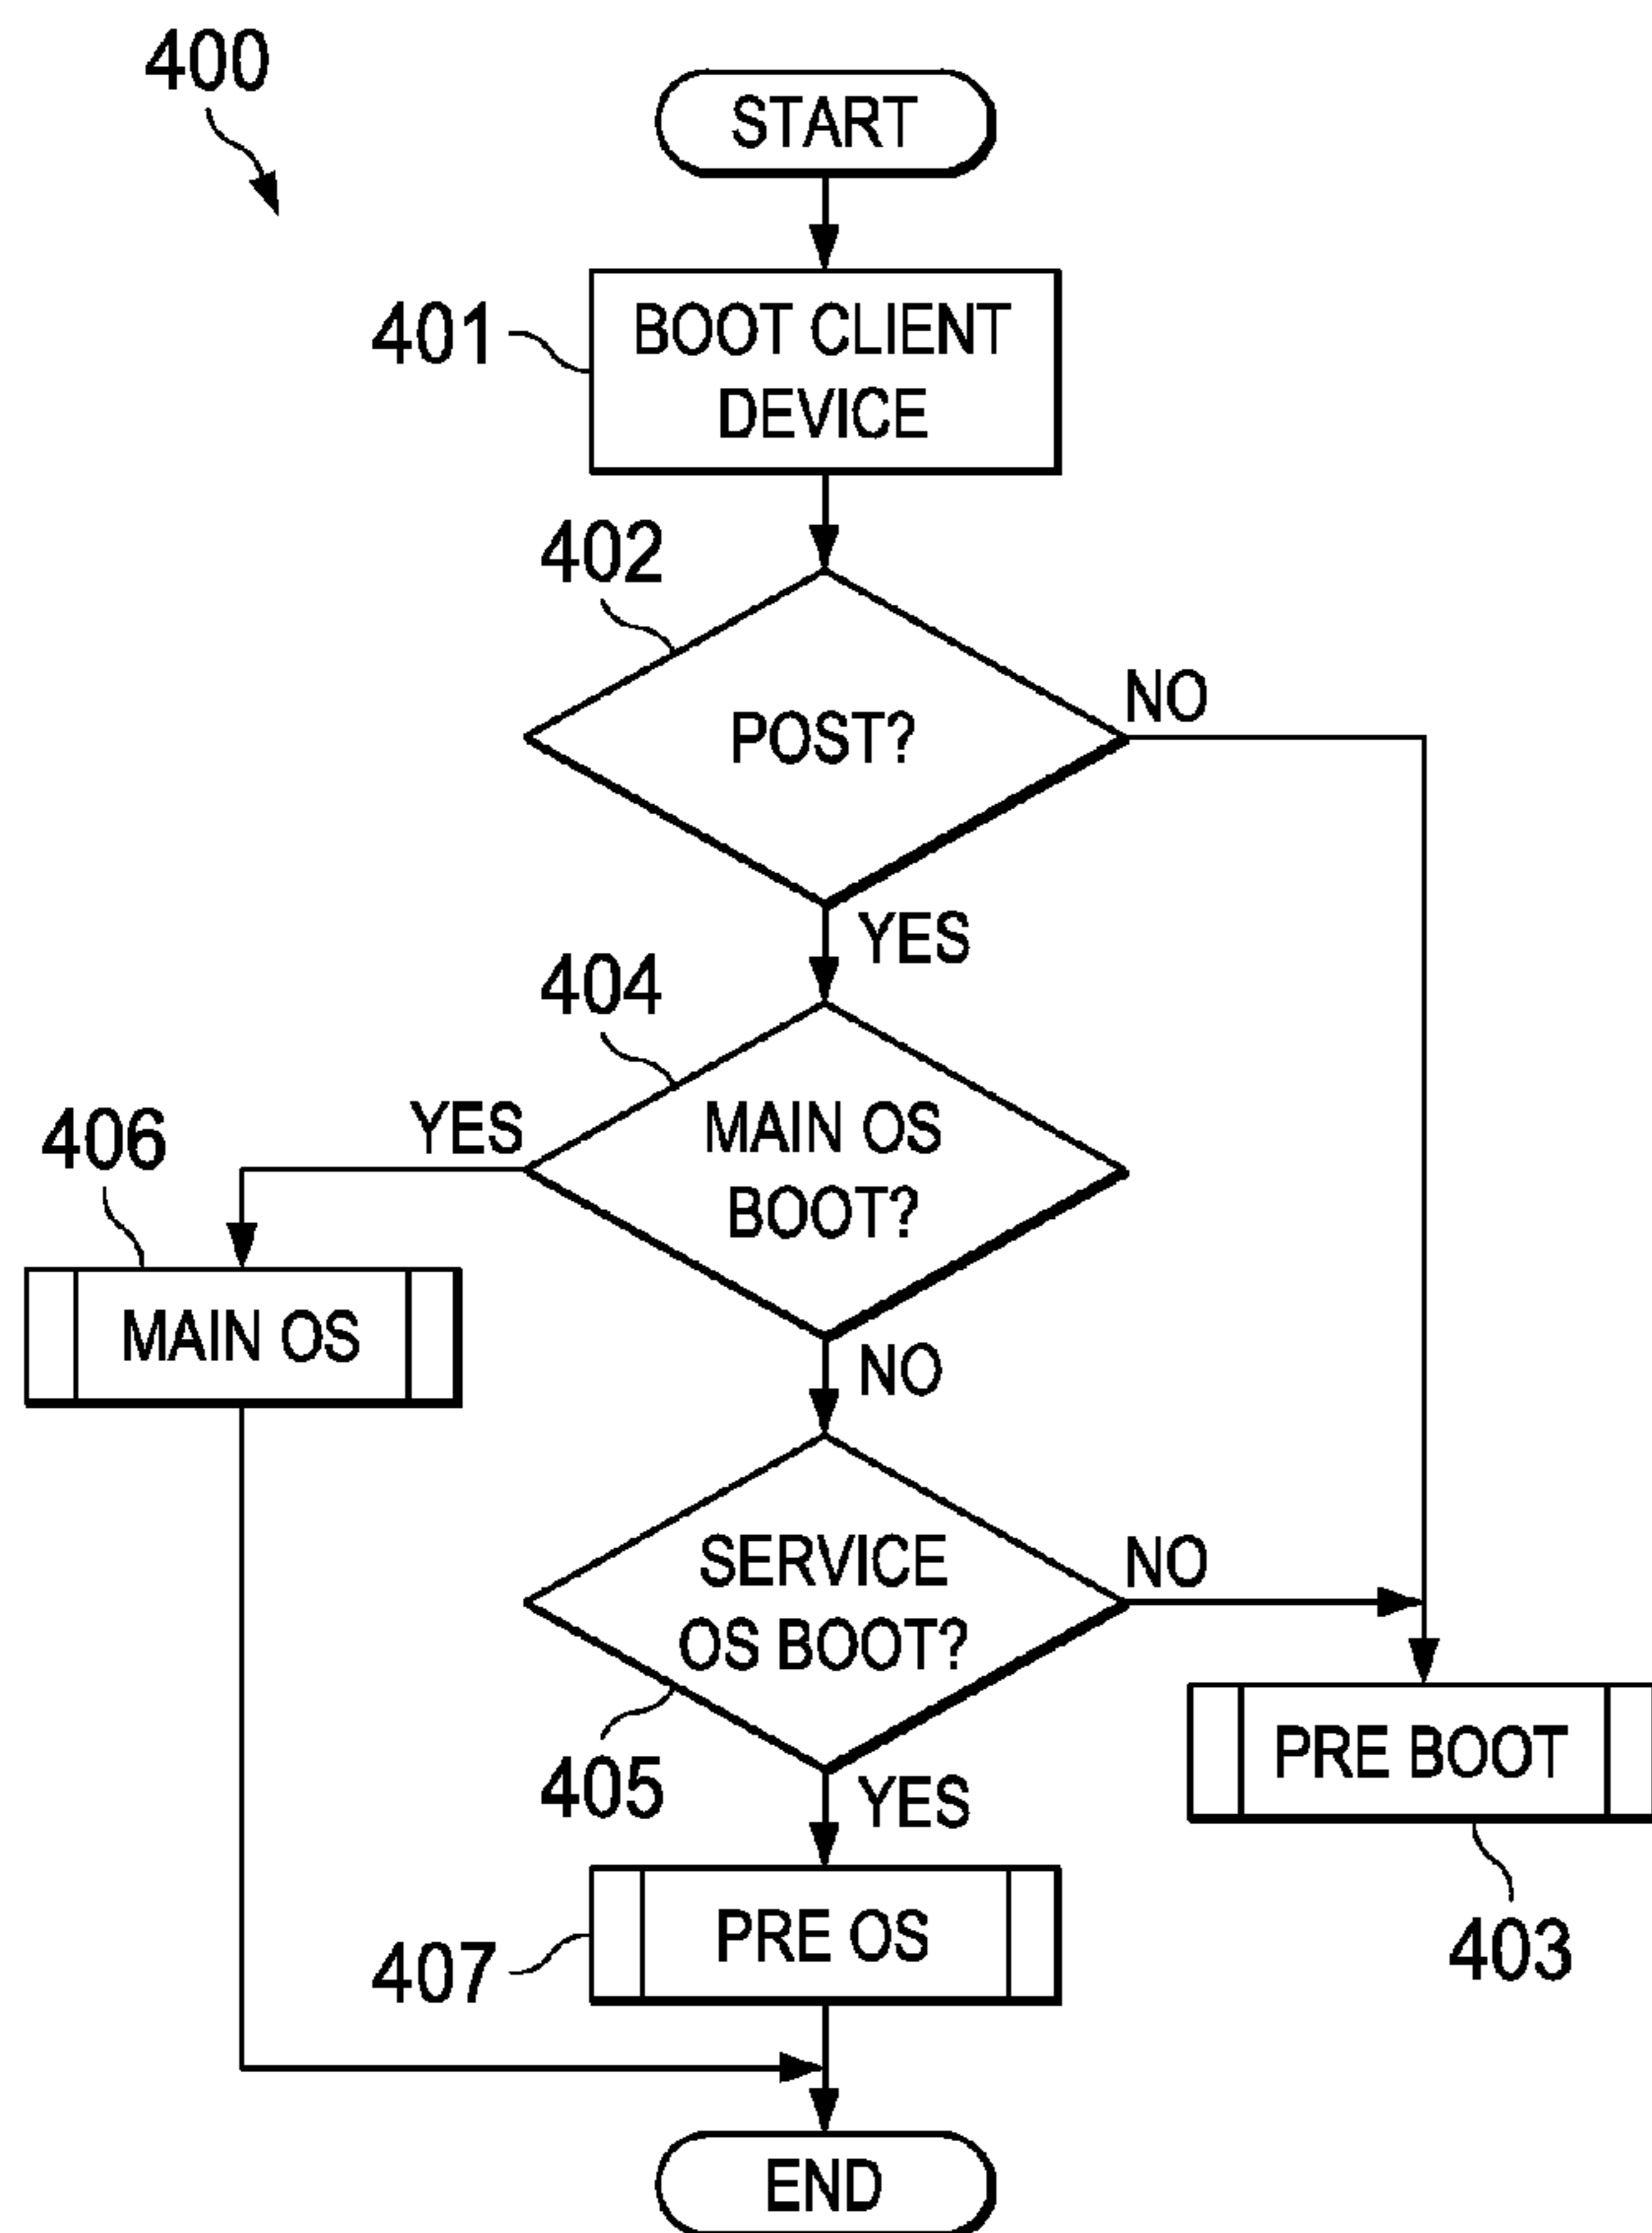 400
START
401
BOOT CLIENT
DEVICE
402
POST?
NO
YES
404
YES
MAIN OS
BOOT?
406
MAIN OS
NO
SERVICE
OS BOOT?
NO
405
YES
PRE BOOT
403
PRE OS
407
END